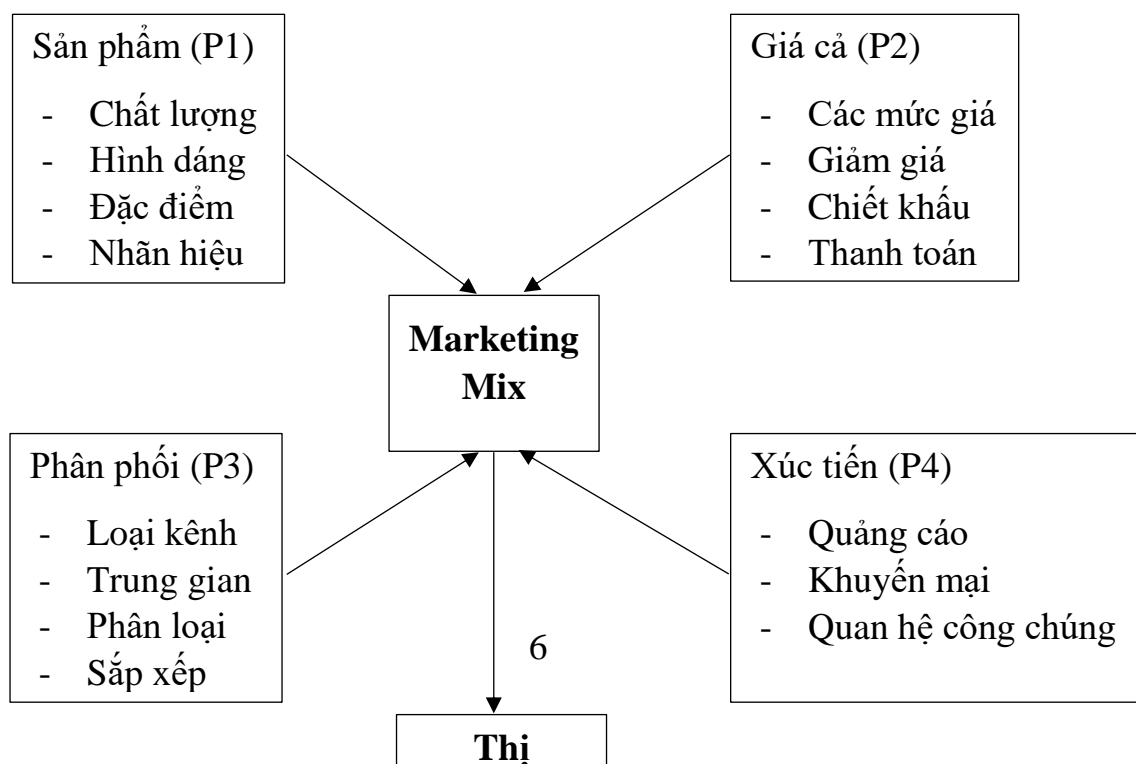 Sản phẩm (P1)
- Chất lượng
- Hình dáng
- Đặc điểm
- Nhãn hiệu
Giá cả (P2)
- Các mức giá
- Giảm giá
- Chiết khấu
- Thanh toán
Marketing
Mix
Phân phối (P3)
- Loại kênh
- Trung gian
- Phân loại
- Sắp xếp
Xúc tiến (P4)
- Quảng cáo
- Khuyến mại
- Quan hệ công chúng
6
Thị